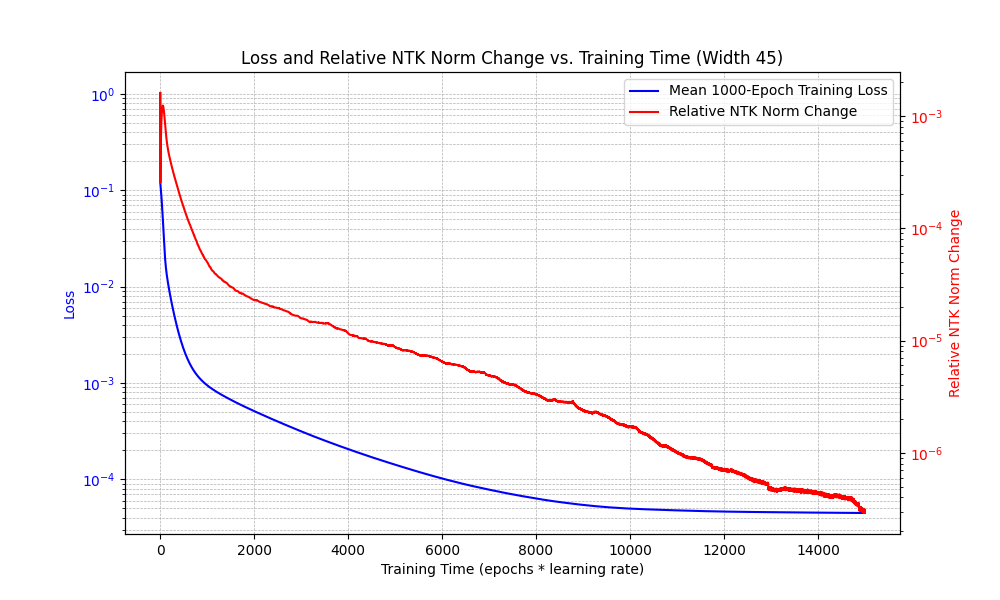 Loss and Relative NTK Norm Change vs. Training Time (Width 45)
Mean 1000-Epoch Training Loss
Relative NTK Norm Change
10⁰
10⁻¹
10⁻²
10⁻³
10⁻⁴
Loss
10⁻³
10⁻⁴
10⁻⁵
10⁻⁶
Relative NTK Norm Change
0 2000 4000 6000 8000 10000 12000 14000
Training Time (epochs * learning rate)